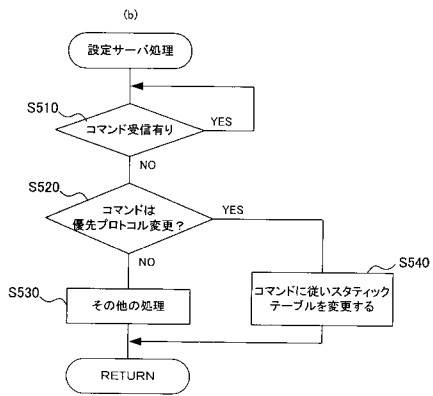 (b)
設定サーバ処理
S510
コマンド受信有り
YES
NO
S520
コマンドは
優先プロトコル変更?
YES
NO
S540
S530
その他の処理
コマンドに従いスタティック
テーブルを変更する
RETURN